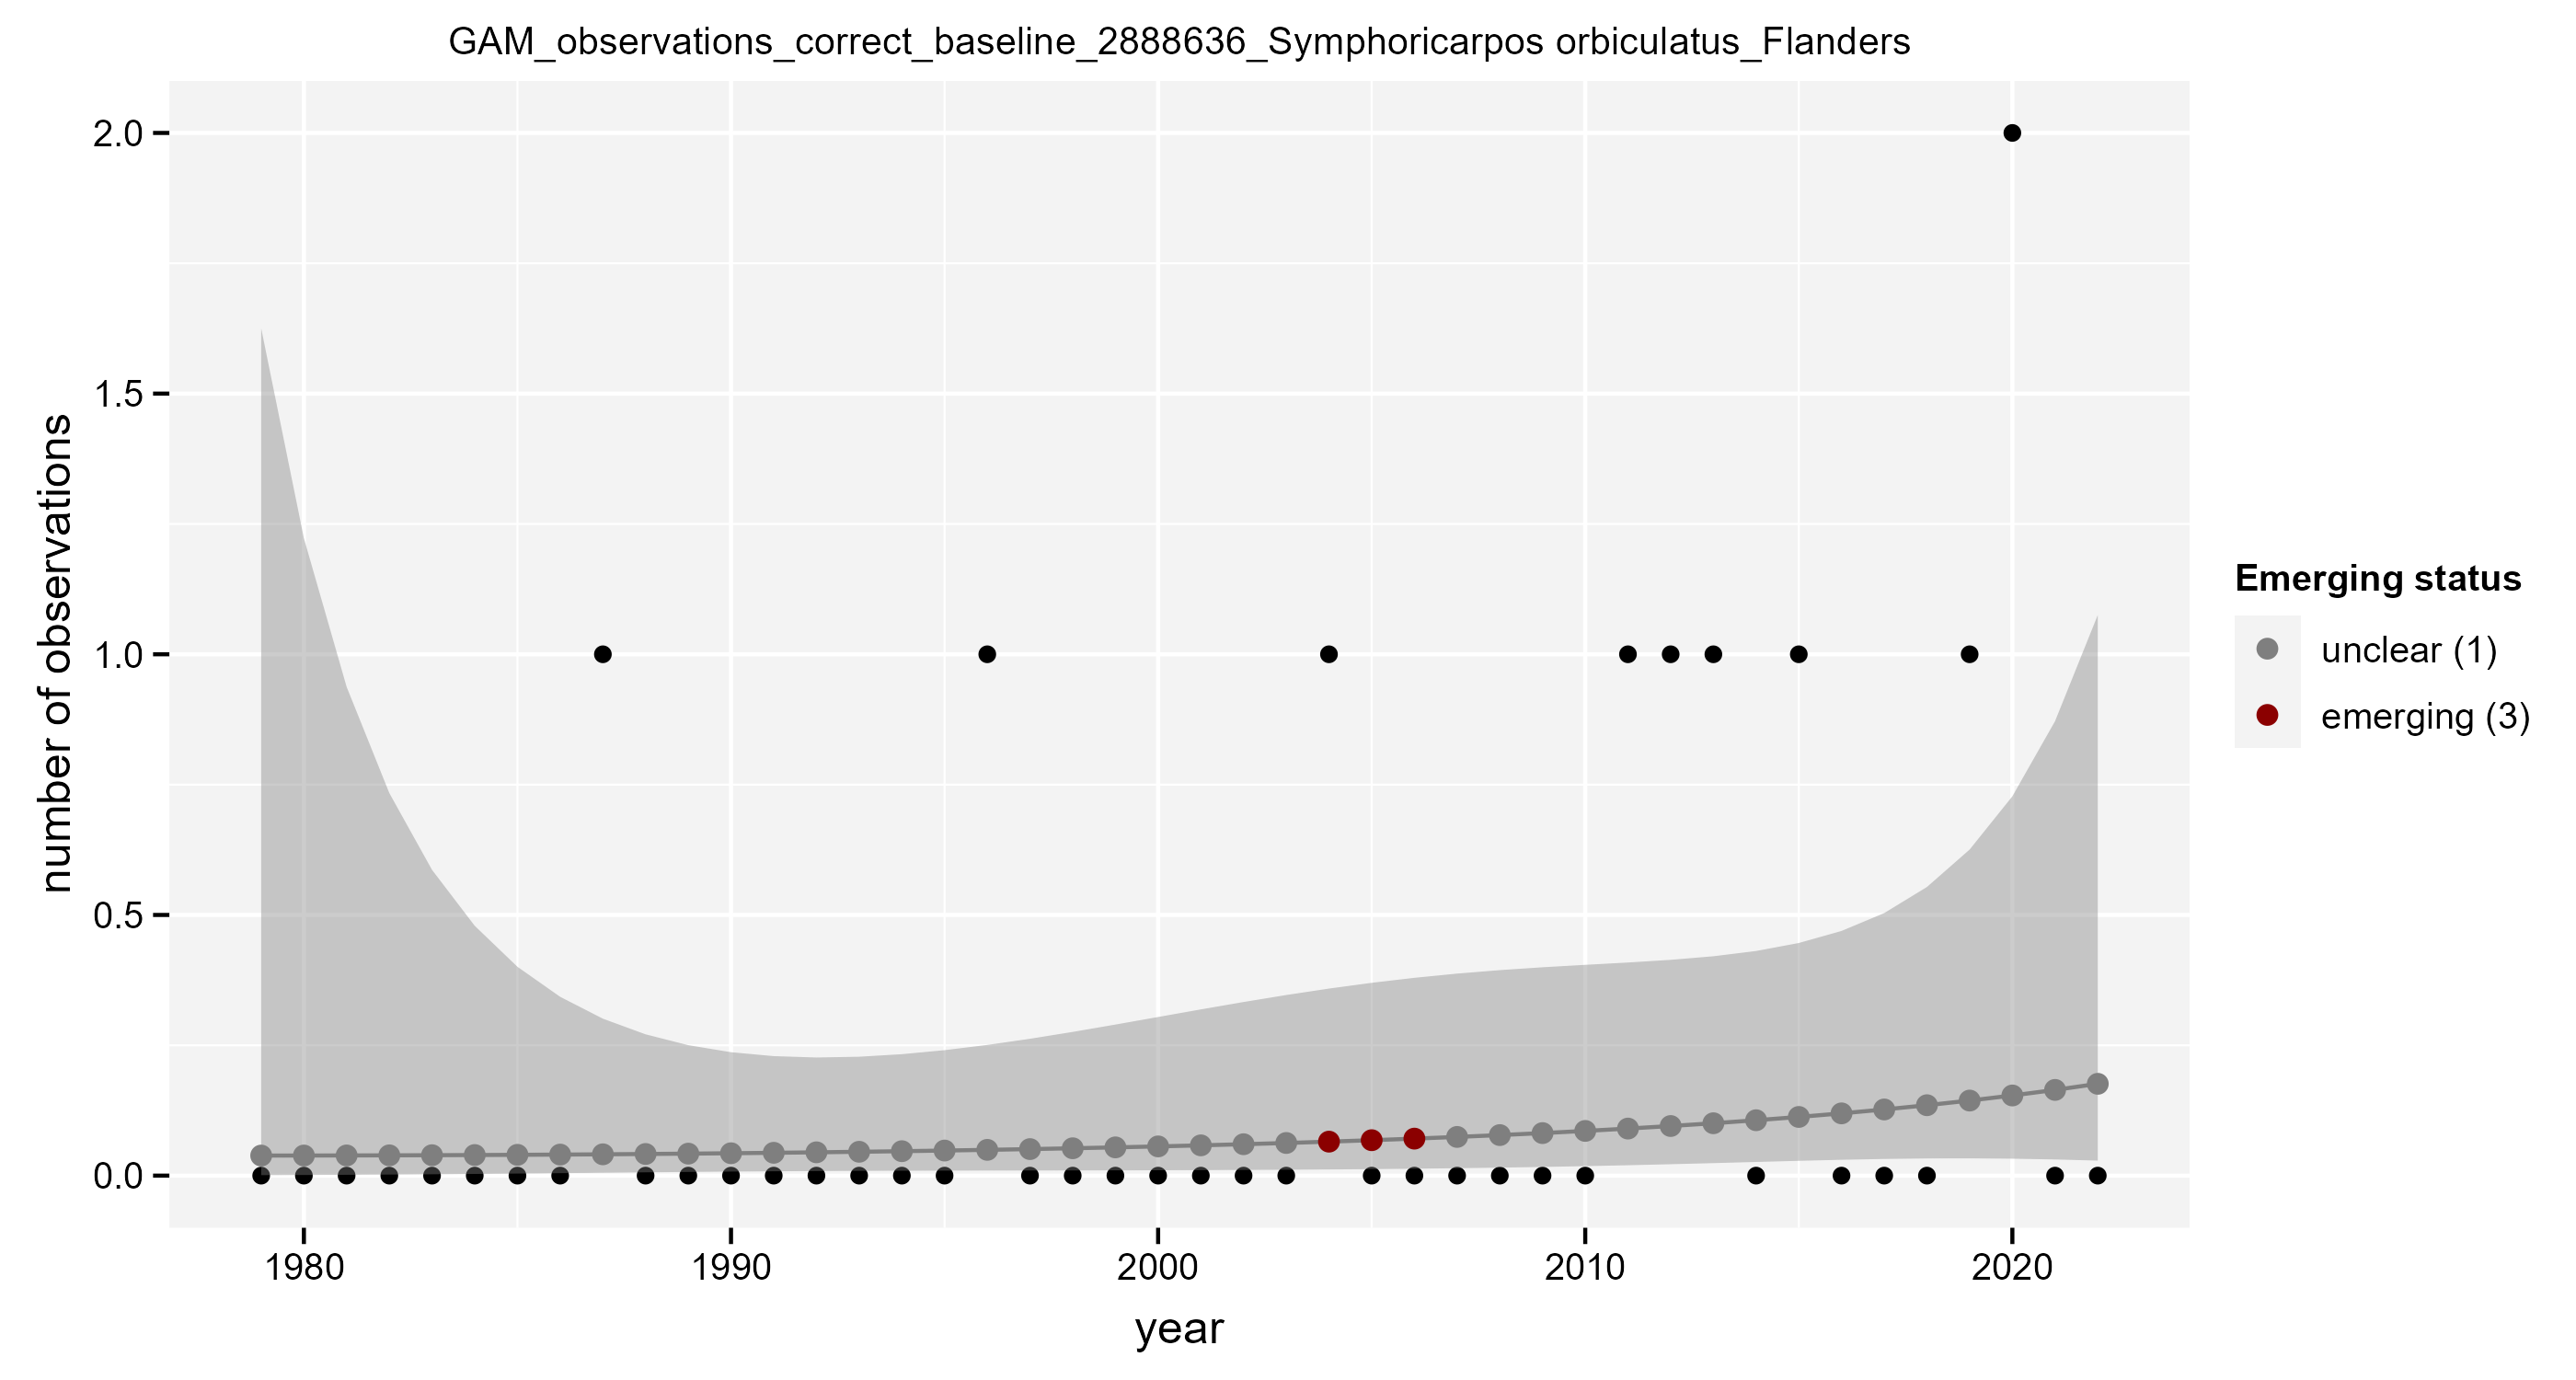 GAM_observations_correct_baseline_2888636_Symphoricarpos orbiculatus_Flanders
number of observations
2.0
1.5
1.0
0.5
0.0
1980 1990 2000 2010 2020
year
Emerging status
unclear (1)
emerging (3)